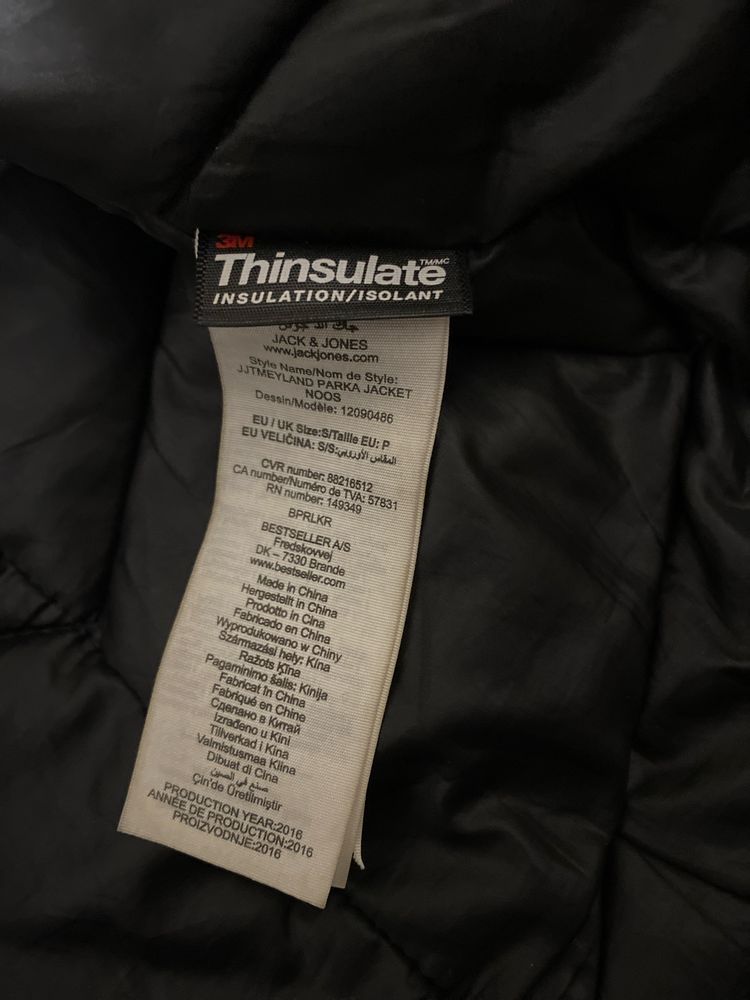 3M
Thinsulate TM/MC
INSULATION/ISOLANT
JACK & JONES
www.jackjones.com
Style Name/Nom de Style:
JJTMEYLAND PARKA JACKET
NOOS
Dessin/Modèle: 12090486
EU / UK Size:S/Taille EU: P
EU VELIČINA: S/S:المقاس الأوروبي
CVR number: 88216512
CA number/Numéro de TVA: 57831
RN number: 149349
BPRLKR
BESTSELLER A/S
Fredskovvej
DK – 7330 Brande
www.bestseller.com
Made in China
Hergestellt in China
Prodotto in Cina
Fabricado en China
Wyprodukowano w Chiny
Származási hely: Kína
Ražots Ķīna
Pagaminimo šalis: Kinija
Fabricat în China
Fabriqué en Chine
Сделано в Китай
Izrađeno u Kini
Tillverkad i Kina
Valmistusmaa Kiina
Dibuat di Cina
صنع في الصين
Çin'de Üretilmiştir
PRODUCTION YEAR:2016
ANNÉE DE PRODUCTION:2016
PROIZVODNJE:2016